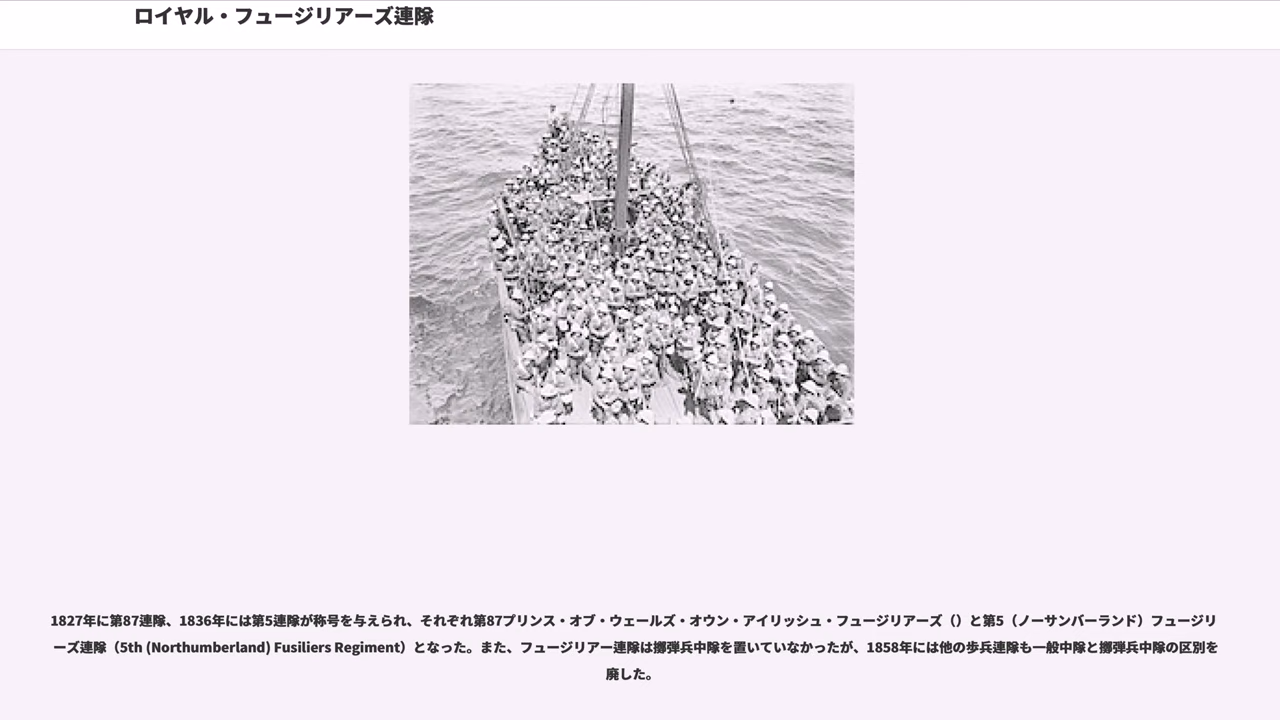 ロイヤル・フュージリアーズ連隊
1827年に第87連隊、1836年には第5連隊が称号を与えられ、それぞれ第87プリンス・オブ・ウェールズ・オウン・アイリッシュ・フュージリアーズ（）と第5（ノーサンバーランド）フュージリ
ーズ連隊（5th (Northumberland) Fusiliers Regiment）となった。また、フュージリアー連隊は擲弾兵中隊を置いていなかったが、1858年には他の歩兵連隊も一般中隊と擲弾兵中隊の区別を
廃した。